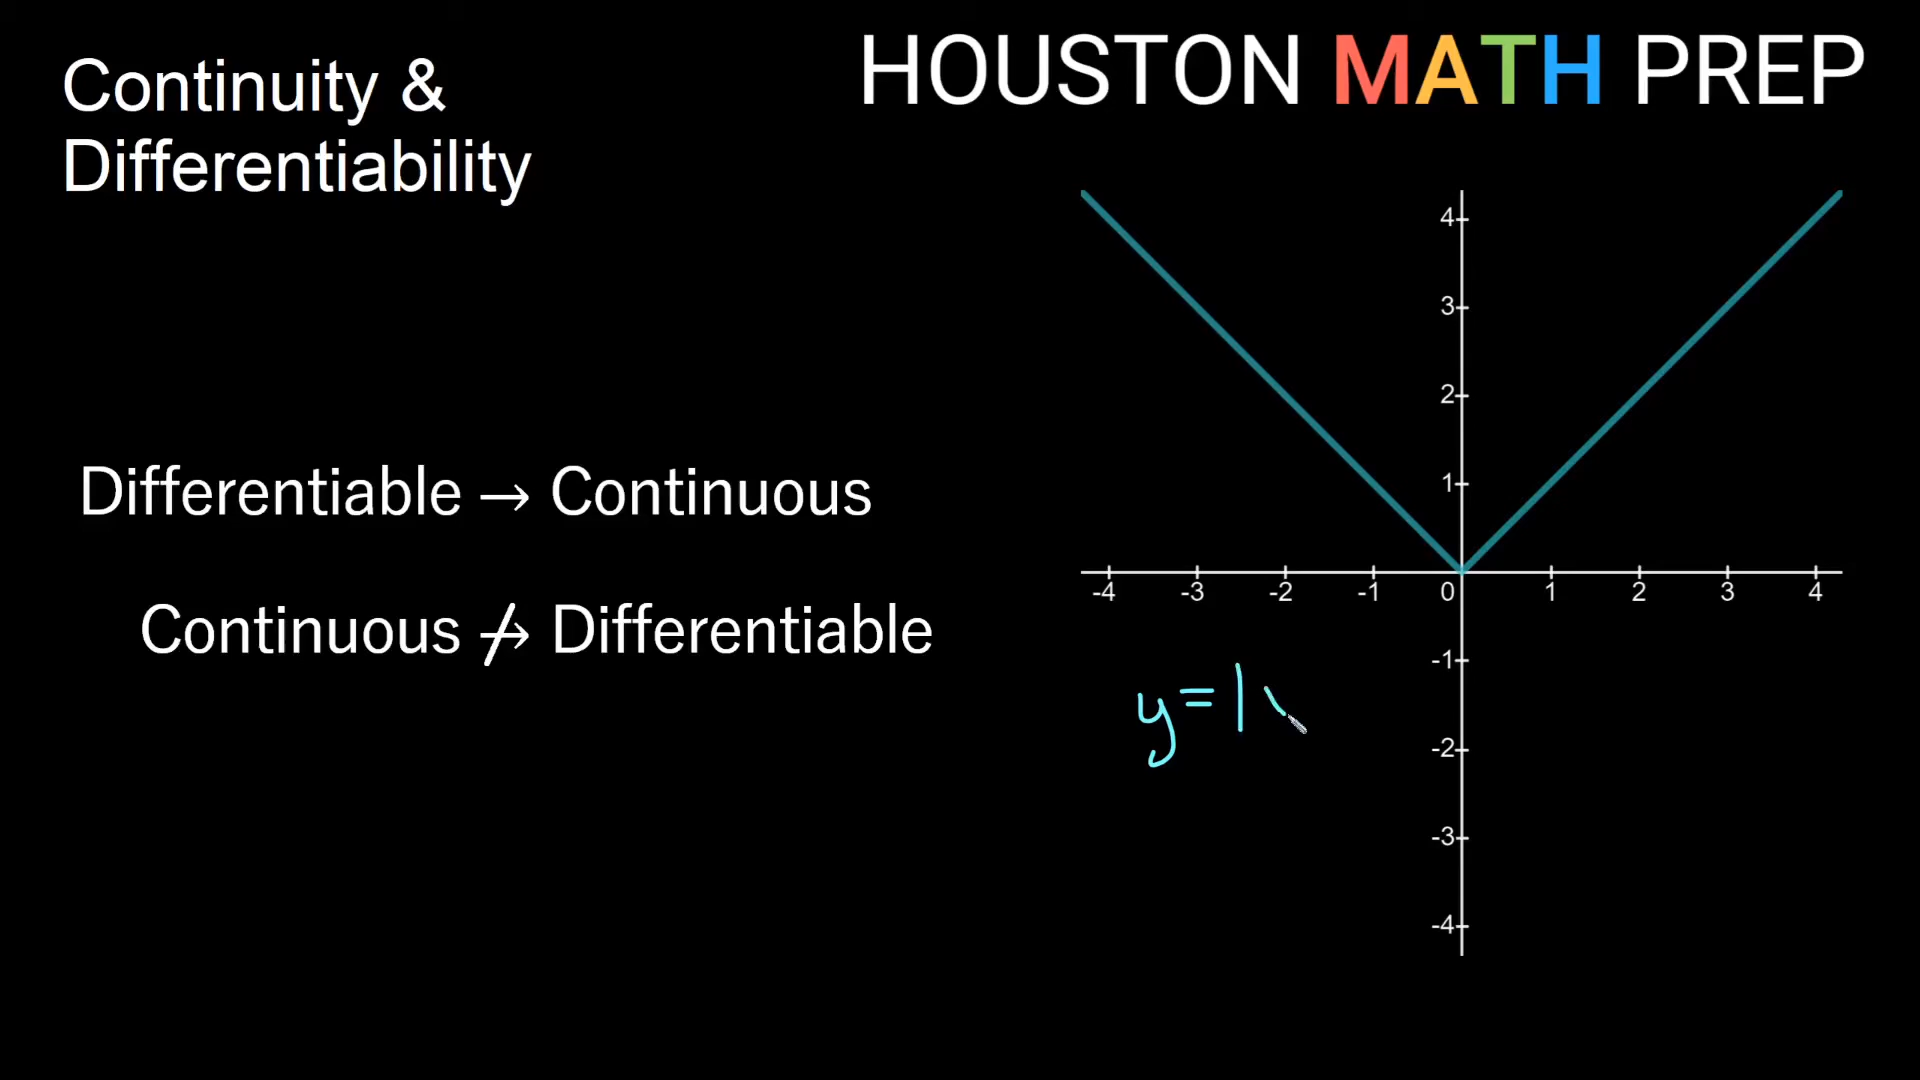 Continuity &
Differentiability
HOUSTON MATH PREP
Differentiable → Continuous
Continuous ↛ Differentiable
4
3
2
1
-4 -3 -2 -1 0 1 2 3 4
-1
-2
-3
-4
y=|